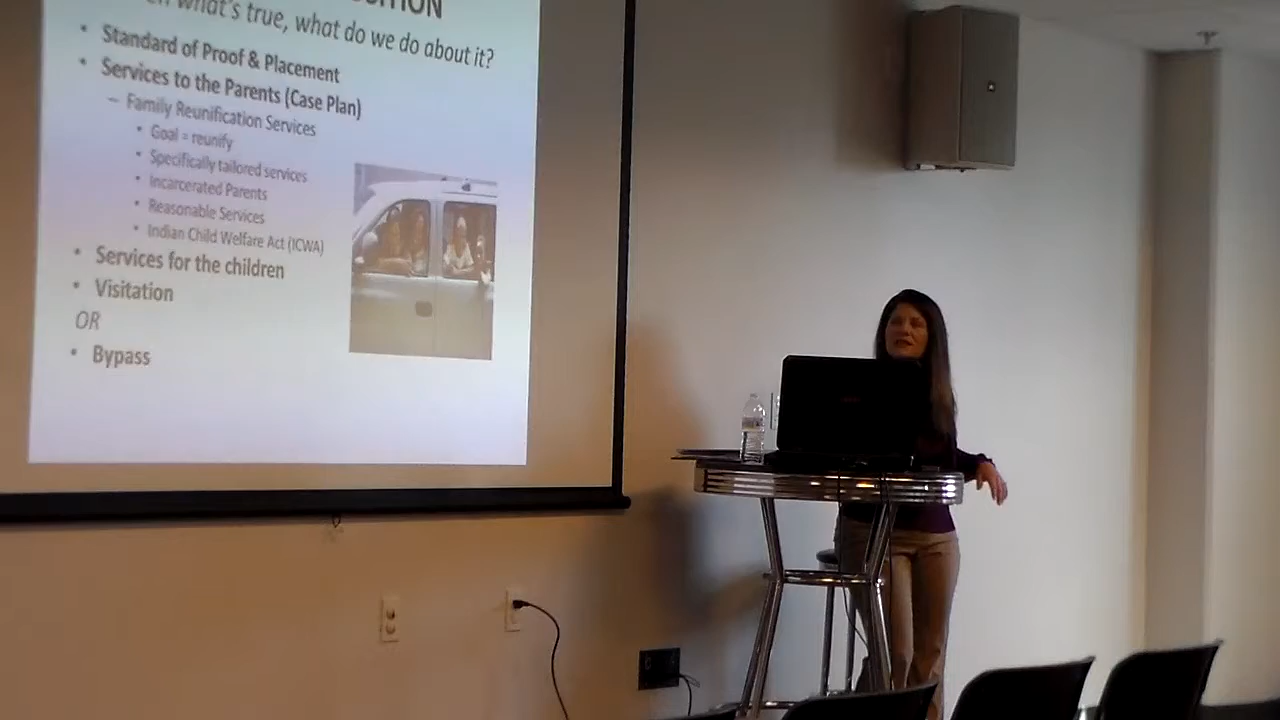 what's true, what do we do about it?
• Standard of Proof & Placement
• Services to the Parents (Case Plan)
– Family Reunification Services
• Goal = reunify
• Specifically tailored services
• Incarcerated Parents
• Reasonable Services
• Indian Child Welfare Act (ICWA)
• Services for the children
• Visitation
OR
• Bypass